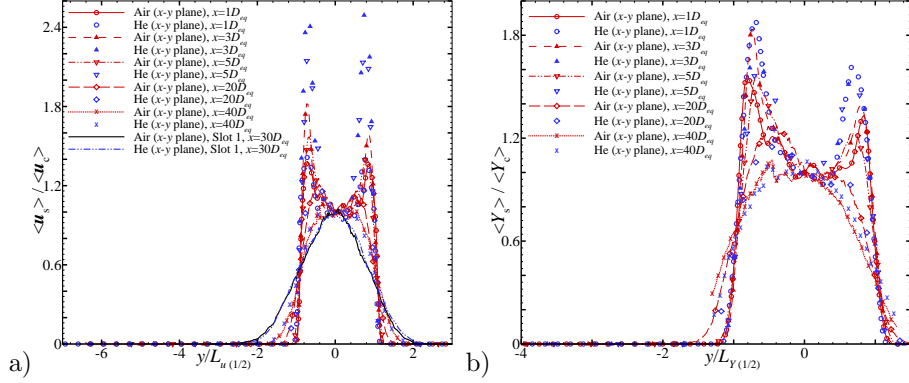 Air (x-y plane), x=1D_eq
He (x-y plane), x=1D_eq
Air (x-y plane), x=3D_eq
He (x-y plane), x=3D_eq
Air (x-y plane), x=5D_eq
He (x-y plane), x=5D_eq
Air (x-y plane), x=20D_eq
He (x-y plane), x=20D_eq
Air (x-y plane), x=40D_eq
He (x-y plane), x=40D_eq
Air (x-y plane), Slot 1, x=30D_eq
He (x-y plane), Slot 1, x=30D_eq
<u_s> / <u_c>
2.4
1.8
1.2
0.6
0
-6
-4
-2
0
2
y/L_u (1/2)
a)
Air (x-y plane), x=1D_eq
He (x-y plane), x=1D_eq
Air (x-y plane), x=3D_eq
He (x-y plane), x=3D_eq
Air (x-y plane), x=5D_eq
He (x-y plane), x=5D_eq
Air (x-y plane), x=20D_eq
He (x-y plane), x=20D_eq
Air (x-y plane), x=40D_eq
He (x-y plane), x=40D_eq
<Y_s> / <Y_c>
1.8
1.2
0.6
0
-4
-2
0
2
y/L_Y (1/2)
b)